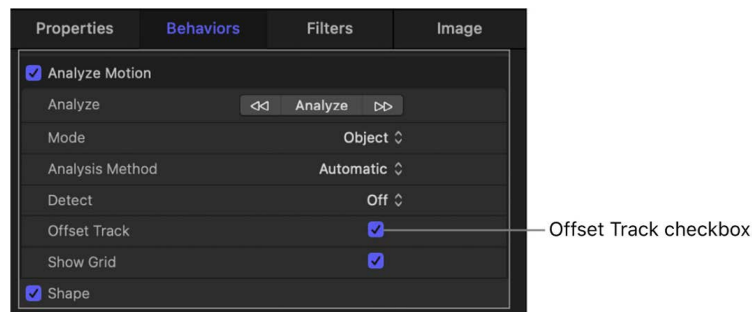 Properties Behaviors Filters Image
Analyze Motion
Analyze Analyze
Mode Object
Analysis Method Automatic
Detect Off
Offset Track Offset Track checkbox
Show Grid
Shape